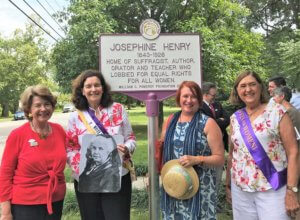 JOSEPHINE HENRY
1843-1928
HOME OF SUFFRAGIST, AUTHOR,
ORATOR AND TEACHER WHO
LOBBIED FOR EQUAL RIGHTS
FOR ALL WOMEN.
WILLIAM G. POMEROY FOUNDATION